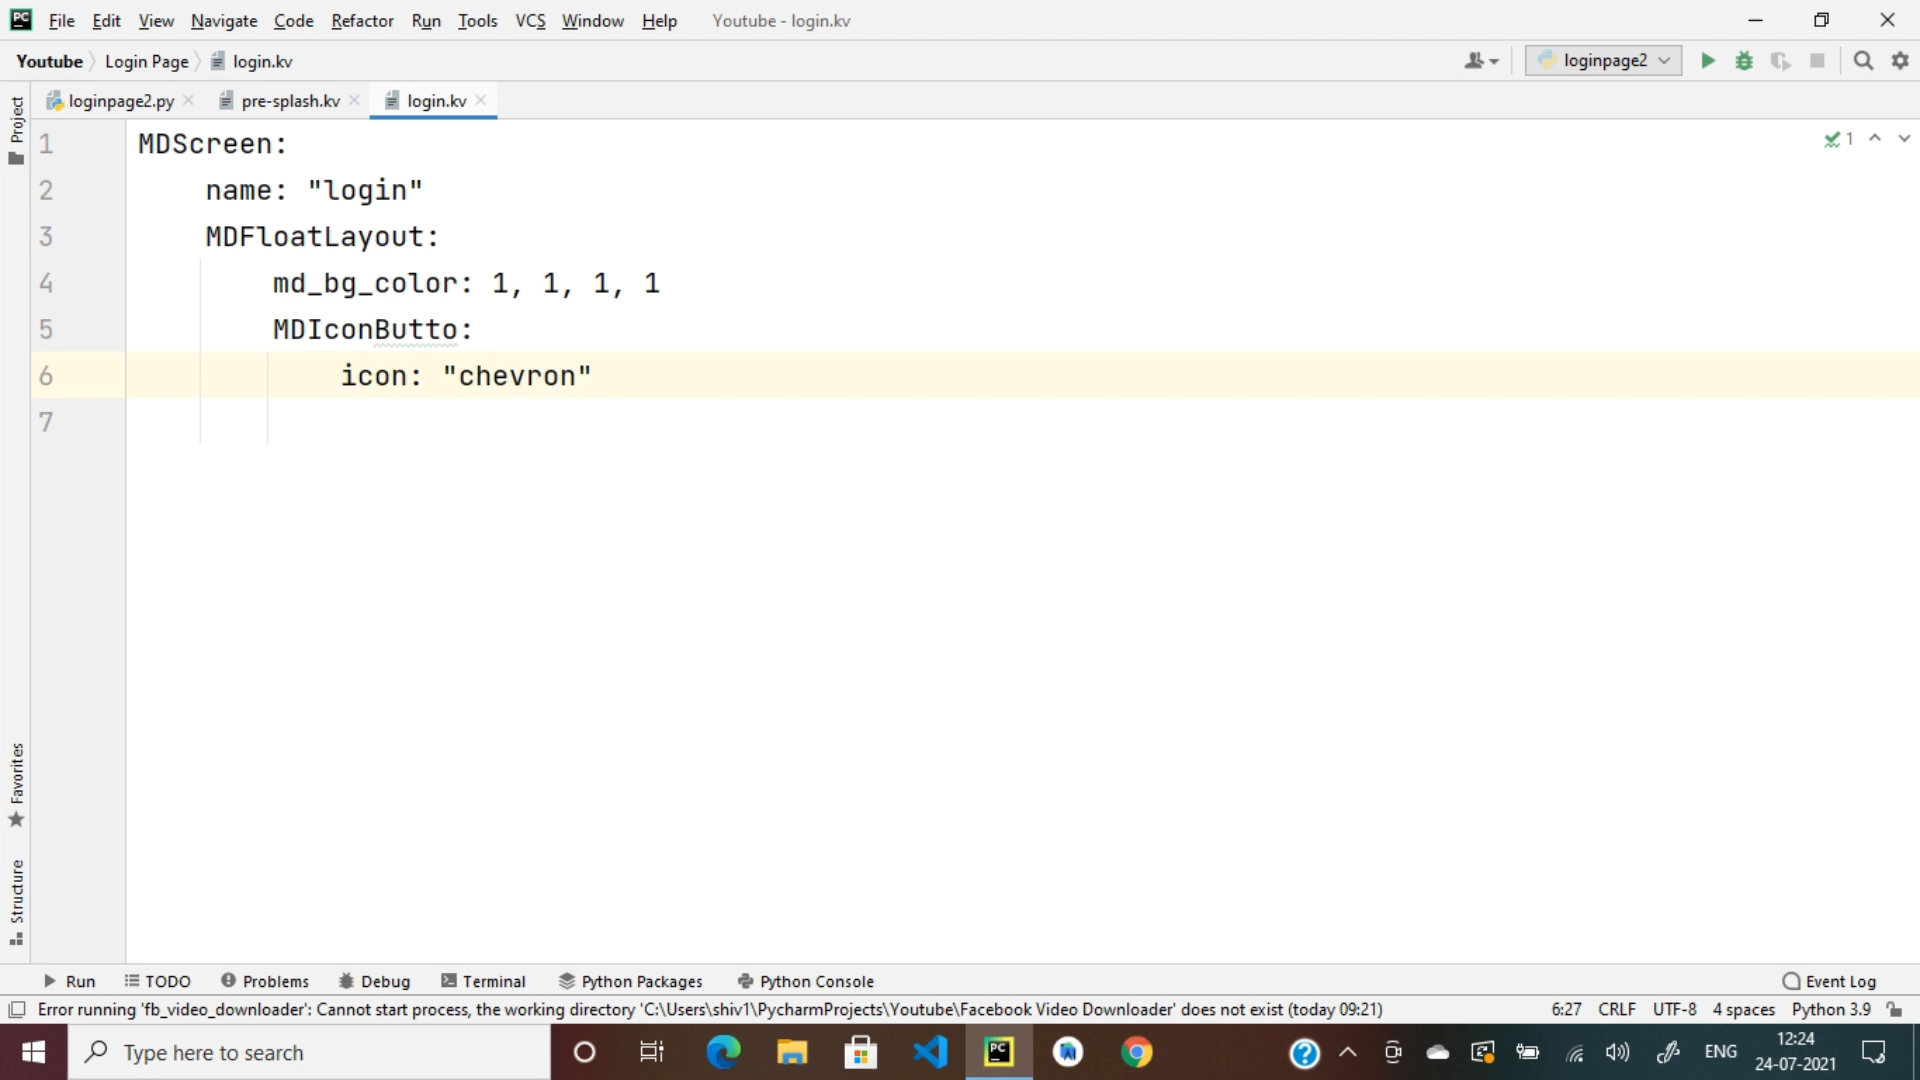 PC File Edit View Navigate Code Refactor Run Tools VCS Window Help Youtube - login.kv
Youtube Login Page login.kv loginpage2
loginpage2.py pre-splash.kv login.kv
Project
1 MDScreen: 1
2 name: "login"
3 MDFloatLayout:
4 md_bg_color: 1, 1, 1, 1
5 MDIconButto:
6 icon: "chevron"
7
Favorites
Structure
Run TODO Problems Debug Terminal Python Packages Python Console Event Log
Error running 'fb_video_downloader': Cannot start process, the working directory 'C:\Users\shiv1\PycharmProjects\Youtube\Facebook Video Downloader' does not exist (today 09:21) 6:27 CRLF UTF-8 4 spaces Python 3.9
Type here to search PC ENG 12:24
24-07-2021